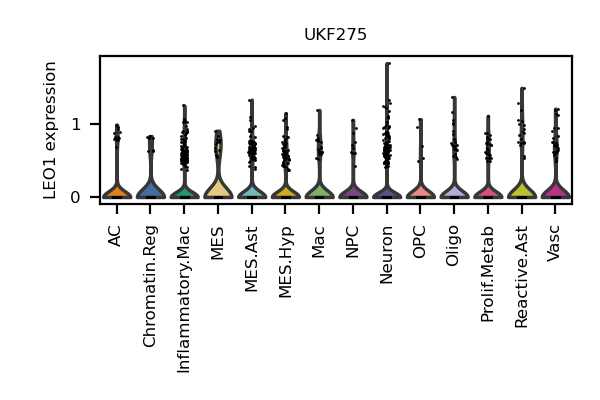 UKF275
LEO1 expression
1
0
AC
Chromatin.Reg
Inflammatory.Mac
MES
MES.Ast
MES.Hyp
Mac
NPC
Neuron
OPC
Oligo
Prolif.Metab
Reactive.Ast
Vasc